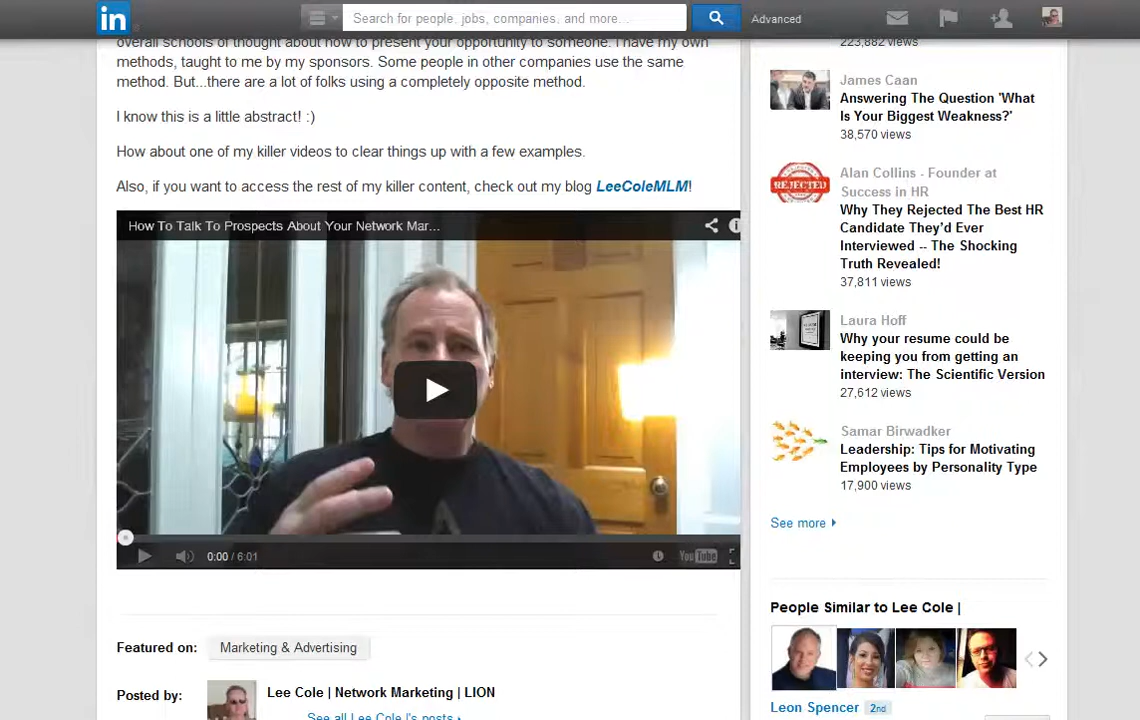 in
Search for people, jobs, companies, and more...
Advanced
overall schools of thought about how to present your opportunity to someone. I have my own
methods, taught to me by my sponsors. Some people in other companies use the same
method. But...there are a lot of folks using a completely opposite method.
I know this is a little abstract! :)
How about one of my killer videos to clear things up with a few examples.
Also, if you want to access the rest of my killer content, check out my blog LeeColeMLM!
How To Talk To Prospects About Your Network Mar...
0:00 / 6:01
YouTube
Featured on:
Marketing & Advertising
Posted by:
Lee Cole | Network Marketing | LION
See all Lee Cole |'s posts
223,882 views
James Caan
Answering The Question 'What
Is Your Biggest Weakness?'
38,570 views
REJECTED
Alan Collins - Founder at
Success in HR
Why They Rejected The Best HR
Candidate They'd Ever
Interviewed -- The Shocking
Truth Revealed!
37,811 views
Laura Hoff
Why your resume could be
keeping you from getting an
interview: The Scientific Version
27,612 views
Samar Birwadker
Leadership: Tips for Motivating
Employees by Personality Type
17,900 views
See more
People Similar to Lee Cole |
Leon Spencer 2nd